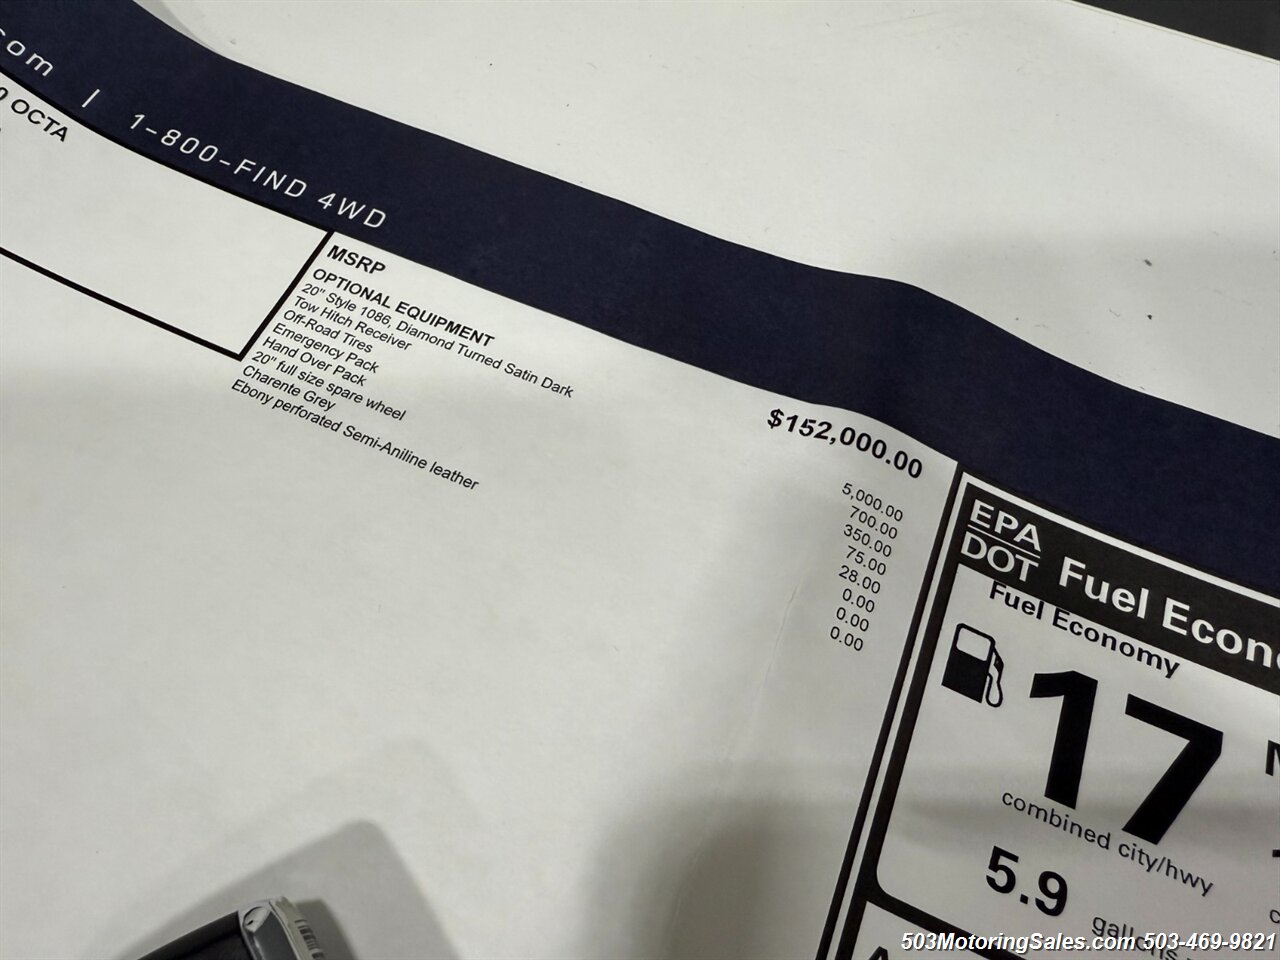 com | 1-800-FIND 4WD
0 OCTA
MSRP $152,000.00
OPTIONAL EQUIPMENT
20" Style 1086, Diamond Turned Satin Dark 5,000.00
Tow Hitch Receiver 700.00
Off-Road Tires 350.00
Emergency Pack 75.00
Hand Over Pack 28.00
20" full size spare wheel 0.00
Charente Grey 0.00
Ebony perforated Semi-Aniline leather 0.00
EPA
DOT
Fuel Econ
Fuel Economy
17
combined city/hwy
5.9
gallons
503MotoringSales.com 503-469-9821